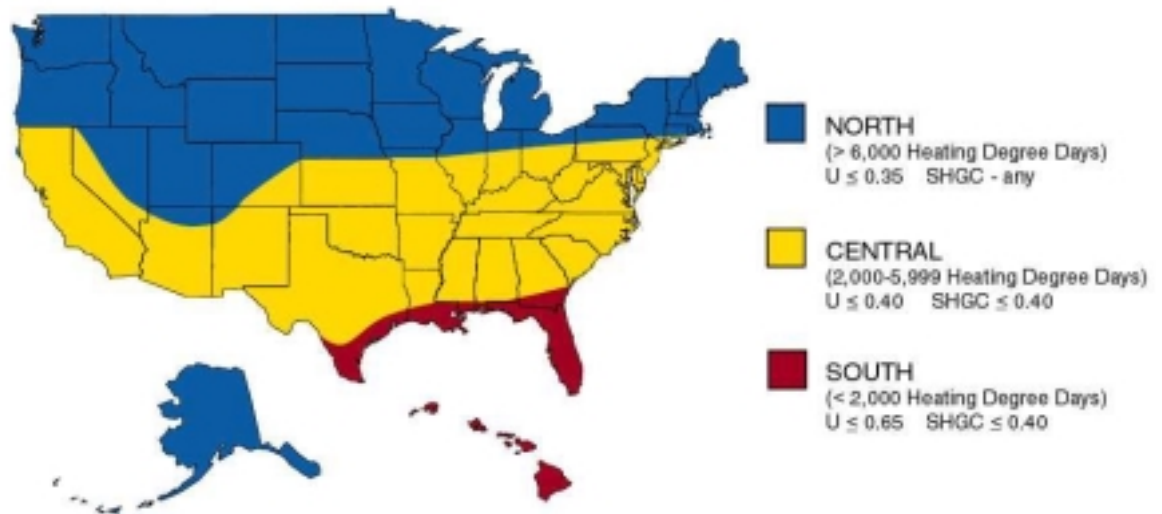 NORTH
(> 6,000 Heating Degree Days)
U ≤ 0.35 SHGC - any
CENTRAL
(2,000-5,999 Heating Degree Days)
U ≤ 0.40 SHGC ≤ 0.40
SOUTH
(< 2,000 Heating Degree Days)
U ≤ 0.65 SHGC ≤ 0.40